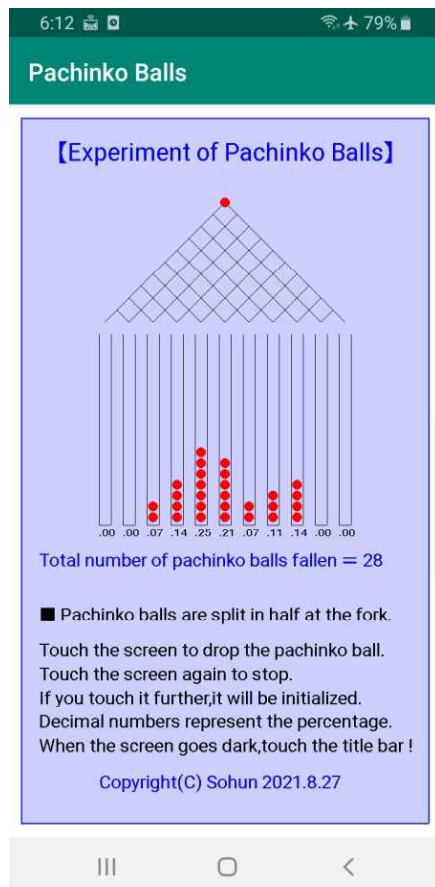 6:12 79%
Pachinko Balls
【Experiment of Pachinko Balls】
.00 .00 .07 .14 .25 .21 .07 .11 .14 .00 .00
Total number of pachinko balls fallen = 28
■ Pachinko balls are split in half at the fork.
Touch the screen to drop the pachinko ball.
Touch the screen again to stop.
If you touch it further,it will be initialized.
Decimal numbers represent the percentage.
When the screen goes dark,touch the title bar !
Copyright(C) Sohun 2021.8.27